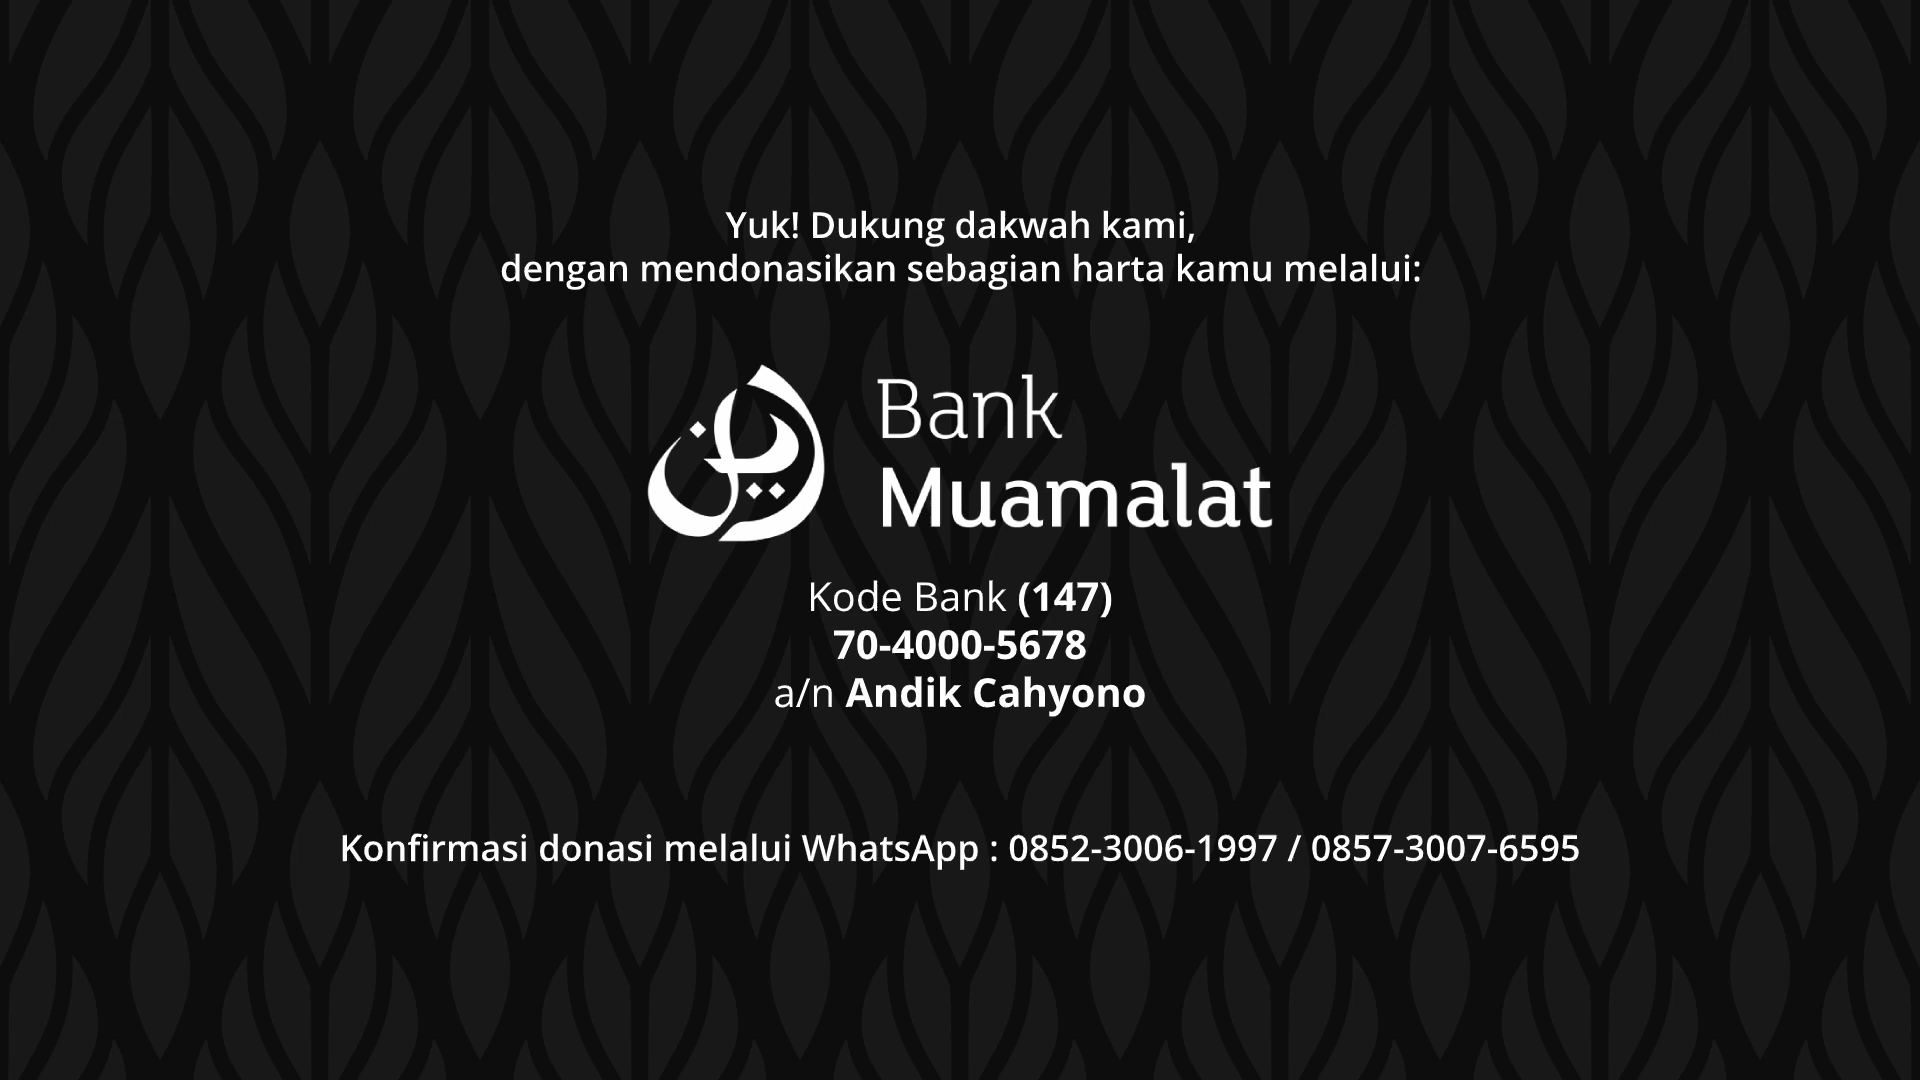 Yuk! Dukung dakwah kami,
dengan mendonasikan sebagian harta kamu melalui:
Bank
Muamalat
Kode Bank (147)
70-4000-5678
a/n Andik Cahyono
Konfirmasi donasi melalui WhatsApp : 0852-3006-1997 / 0857-3007-6595